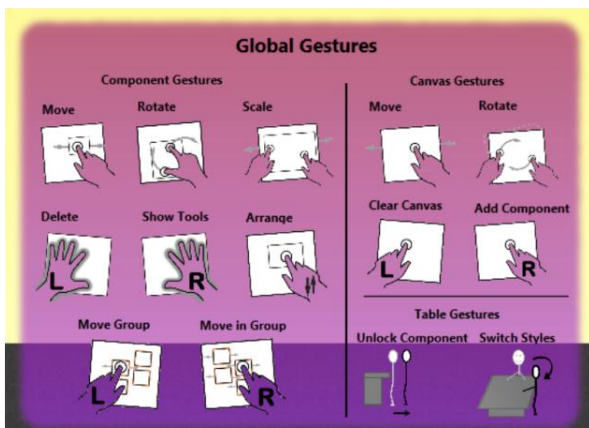 Global Gestures
Component Gestures
Move
Rotate
Scale
Delete
Show Tools
Arrange
L
R
Move Group
Move in Group
L
R
Canvas Gestures
Move
Rotate
Clear Canvas
Add Component
L
R
Table Gestures
Unlock Component
Switch Styles